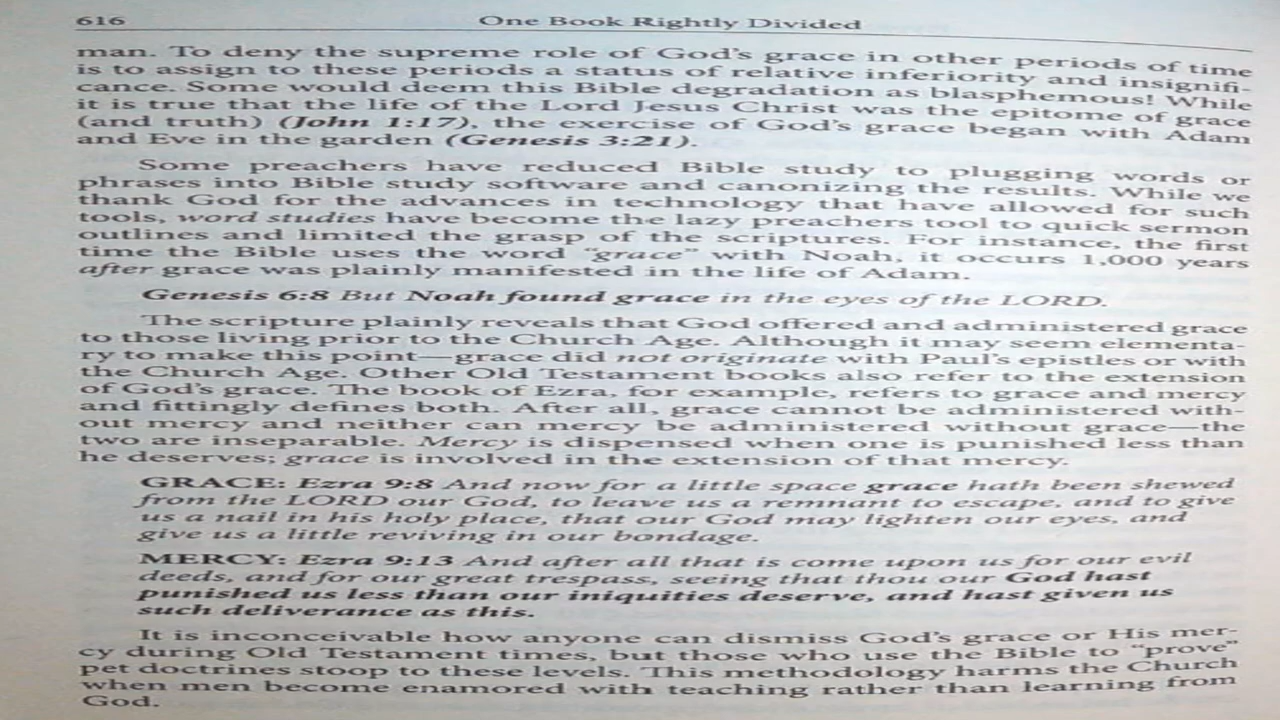 616
One Book Rightly Divided
man. To deny the supreme role of God's grace in other periods of time
is to assign to these periods a status of relative inferiority and insignifi-
cance. Some would deem this Bible degradation as blasphemous! While
it is true that the life of the Lord Jesus Christ was the epitome of grace
(and truth) (John 1:17), the exercise of God's grace began with Adam
and Eve in the garden (Genesis 3:21).
Some preachers have reduced Bible study to plugging words or
phrases into Bible study software and canonizing the results. While we
thank God for the advances in technology that have allowed for such
tools, word studies have become the lazy preachers tool to quick sermon
outlines and limited the grasp of the scriptures. For instance, the first
time the Bible uses the word "grace" with Noah, it occurs 1,000 years
after grace was plainly manifested in the life of Adam.
Genesis 6:8 But Noah found grace in the eyes of the LORD.
The scripture plainly reveals that God offered and administered grace
to those living prior to the Church Age. Although it may seem elementa-
ry to make this point—grace did not originate with Paul's epistles or with
the Church Age. Other Old Testament books also refer to the extension
of God's grace. The book of Ezra, for example, refers to grace and mercy
and fittingly defines both. After all, grace cannot be administered with-
out mercy and neither can mercy be administered without grace—the
two are inseparable. Mercy is dispensed when one is punished less than
he deserves; grace is involved in the extension of that mercy.
GRACE: Ezra 9:8 And now for a little space grace hath been shewed
from the LORD our God, to leave us a remnant to escape, and to give
us a nail in his holy place, that our God may lighten our eyes, and
give us a little reviving in our bondage.
MERCY: Ezra 9:13 And after all that is come upon us for our evil
deeds, and for our great trespass, seeing that thou our God hast
punished us less than our iniquities deserve, and hast given us
such deliverance as this.
It is inconceivable how anyone can dismiss God's grace or His mer-
cy during Old Testament times, but those who use the Bible to "prove"
pet doctrines stoop to these levels. This methodology harms the Church
when men become enamored with teaching rather than learning from
God.